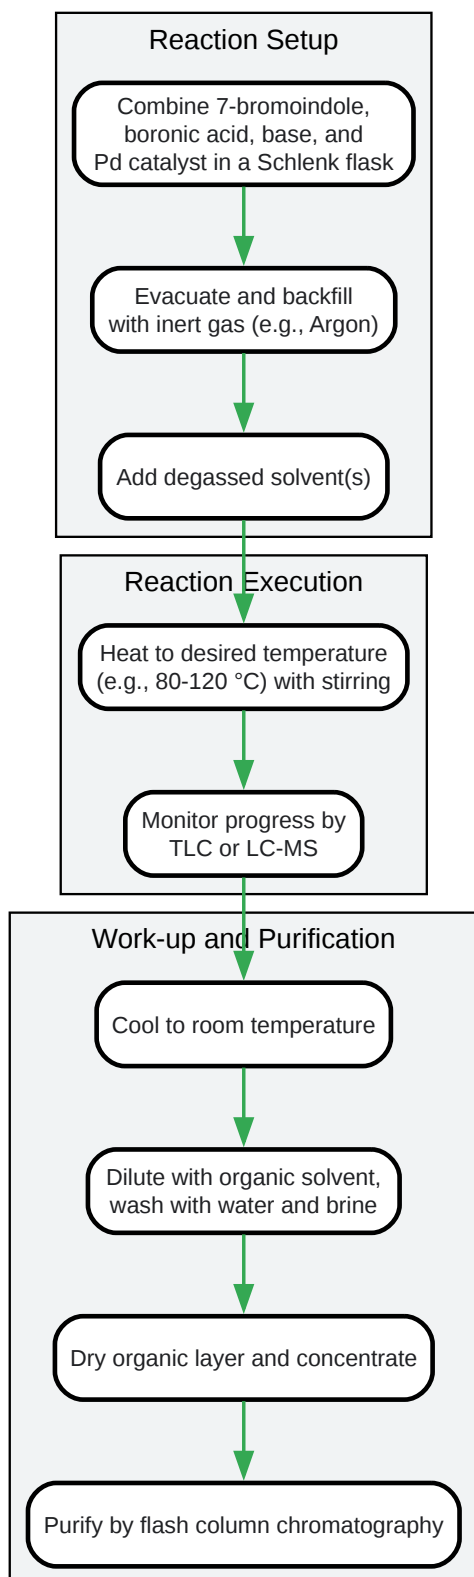 Reaction Setup
Combine 7-bromoindole,
boronic acid, base, and
Pd catalyst in a Schlenk flask
Evacuate and backfill
with inert gas (e.g., Argon)
Add degassed solvent(s)
Reaction Execution
Heat to desired temperature
(e.g., 80-120 °C) with stirring
Monitor progress by
TLC or LC-MS
Work-up and Purification
Cool to room temperature
Dilute with organic solvent,
wash with water and brine
Dry organic layer and concentrate
Purify by flash column chromatography